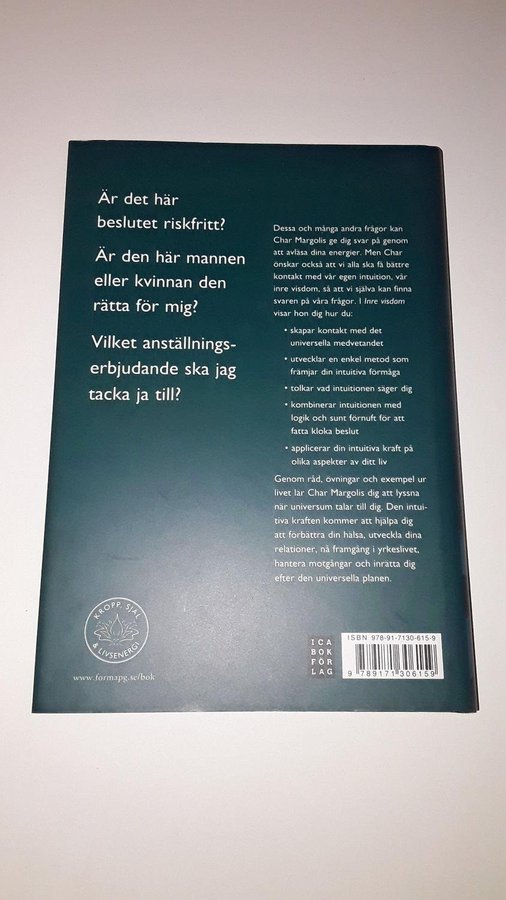 Är det här
beslutet riskfritt?
Är den här mannen
eller kvinnan den
rätta för mig?
Vilket anställnings-
erbjudande ska jag
tacka ja till?
Dessa och många andra frågor kan
Char Margolis ge dig svar på genom
att avläsa dina energier. Men Char
önskar också att vi alla ska få bättre
kontakt med vår egen intuition, vår
inre visdom, så att vi själva kan finna
svaren på våra frågor. I Inre visdom
visar hon dig hur du:
• skapar kontakt med det
universella medvetandet
• utvecklar en enkel metod som
främjar din intuitiva förmåga
• tolkar vad intuitionen säger dig
• kombinerar intuitionen med
logik och sunt förnuft för att
fatta kloka beslut
• applicerar din intuitiva kraft på
olika aspekter av ditt liv
Genom råd, övningar och exempel ur
livet lär Char Margolis dig att lyssna
när universum talar till dig. Den intui-
tiva kraften kommer att hjälpa dig
att förbättra din hälsa, utveckla dina
relationer, nå framgång i yrkeslivet,
hantera motgångar och inrätta dig
efter den universella planen.
KROPP, SJÄL
& LIVSENERGI
www.formapg.se/bok
ICA
BOK
FÖR
LAG
ISBN 978-91-7130-615-9
9 789171 306159